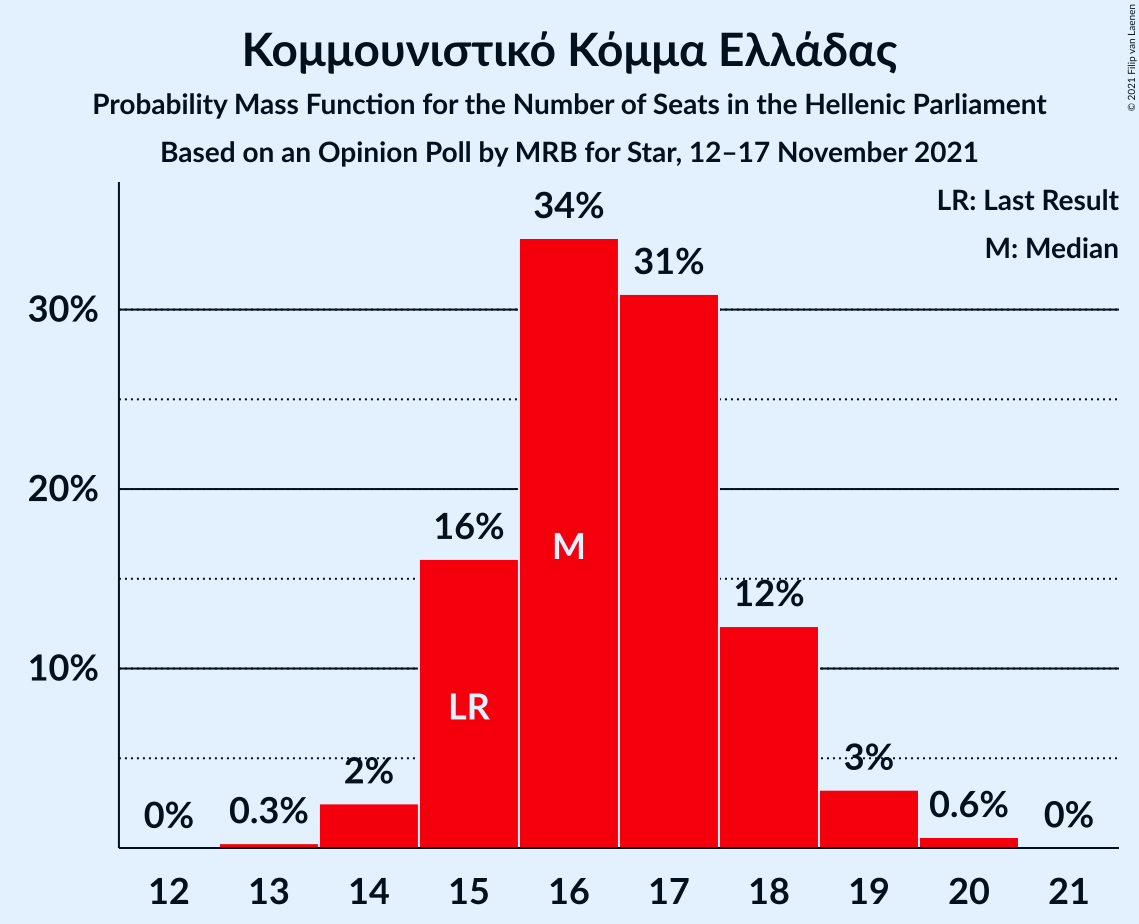 Κομμουνιστικό Κόμμα Ελλάδας
Probability Mass Function for the Number of Seats in the Hellenic Parliament
Based on an Opinion Poll by MRB for Star, 12–17 November 2021
© 2021 Filip van Laenen
LR: Last Result
M: Median
34%
31%
30%
20%
16%
M
12%
10%
LR
3%
2%
0%
0.3%
0.6%
0%
12 13 14 15 16 17 18 19 20 21